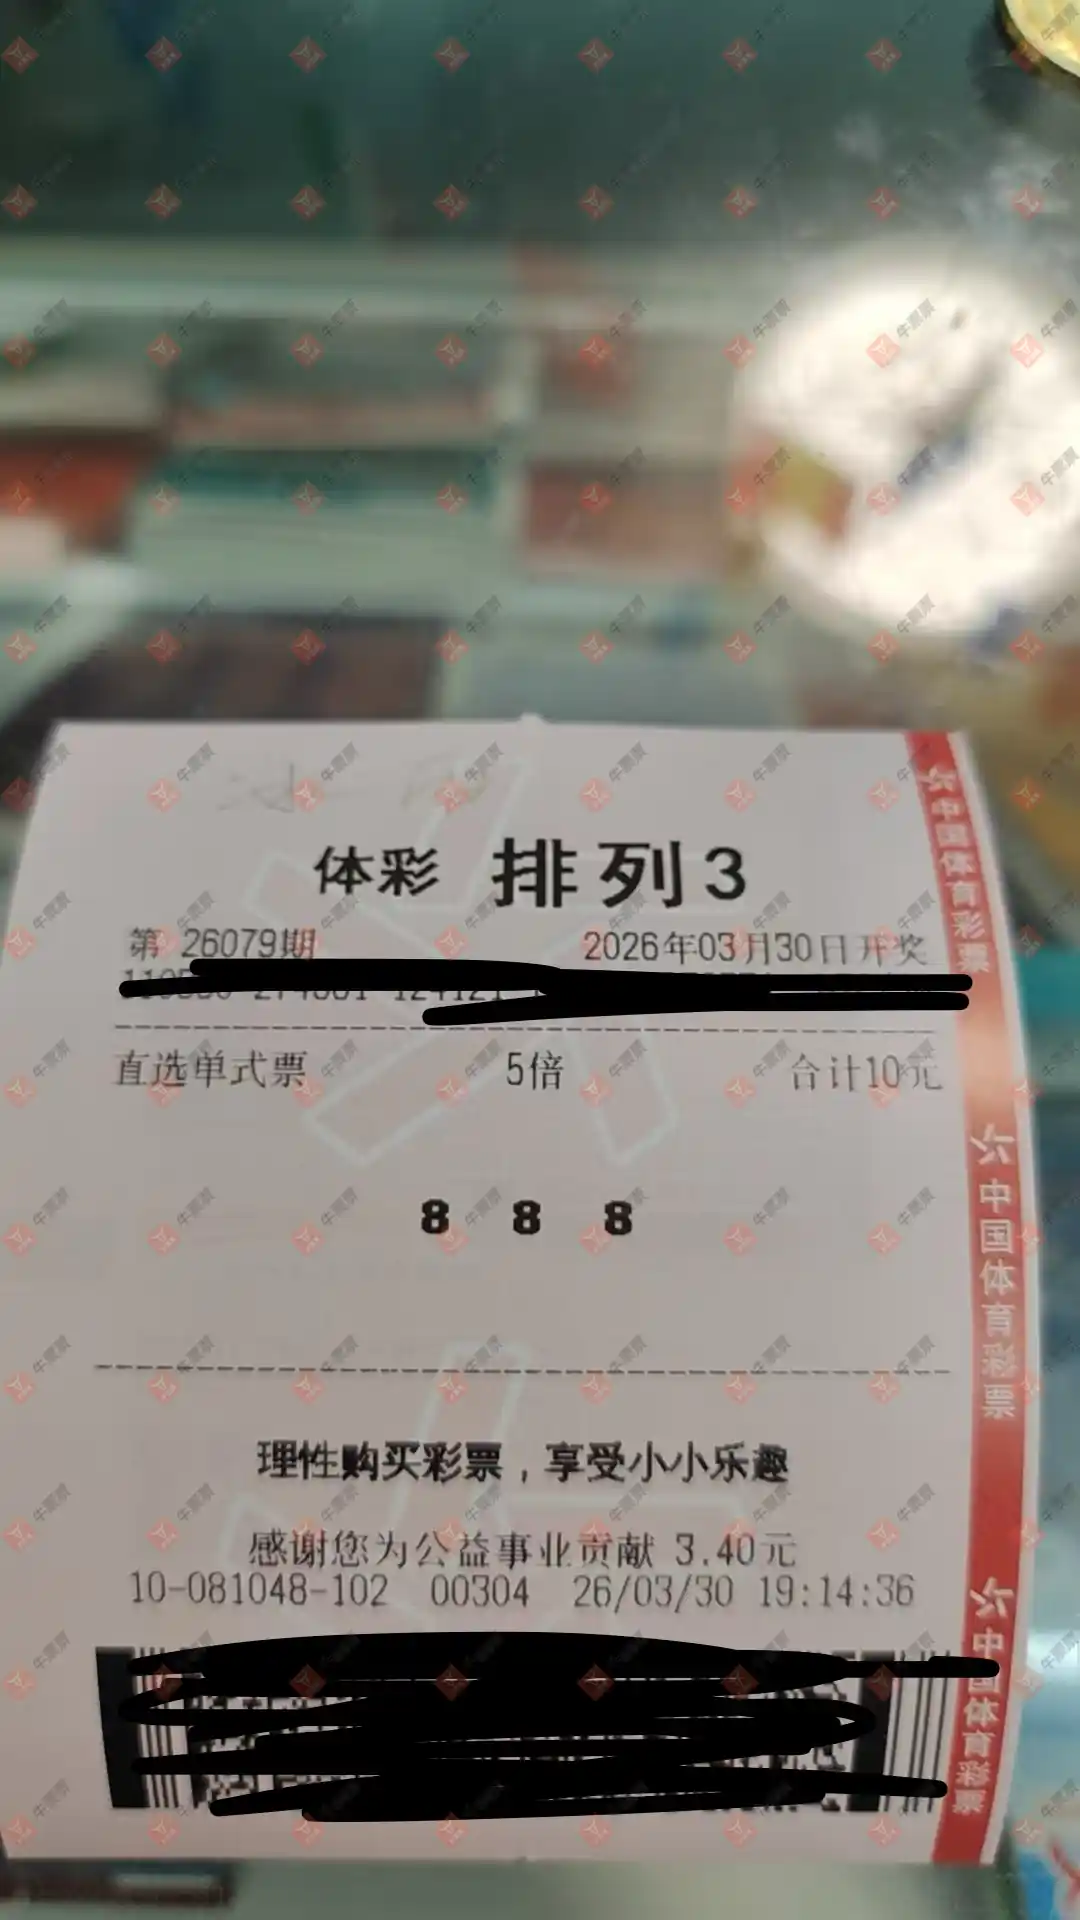 体彩 排列3
第 26079期 2026年03月30日开奖
直选单式票 5倍 合计10元
8 8 8
理性购买彩票，享受小小乐趣
感谢您为公益事业贡献 3.40元
10-081048-102 00304 26/03/30 19:14:36
中国体育彩票
中国体育彩票
中国体育彩票
牛票票